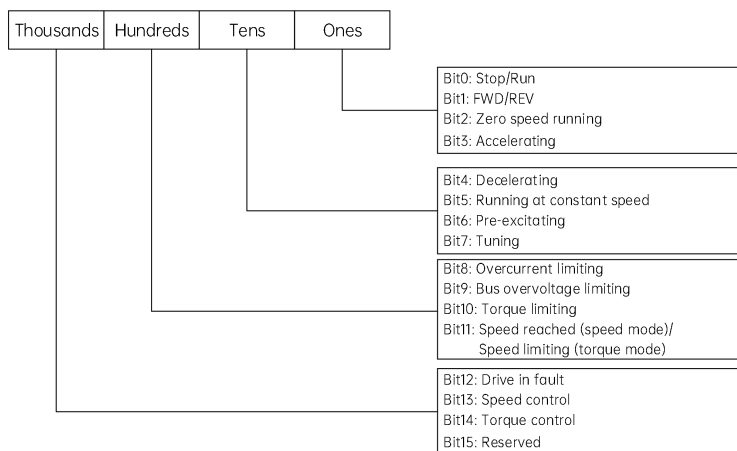 Thousands Hundreds Tens Ones
Bit0: Stop/Run
Bit1: FWD/REV
Bit2: Zero speed running
Bit3: Accelerating
Bit4: Decelerating
Bit5: Running at constant speed
Bit6: Pre-excitating
Bit7: Tuning
Bit8: Overcurrent limiting
Bit9: Bus overvoltage limiting
Bit10: Torque limiting
Bit11: Speed reached (speed mode)/
Speed limiting (torque mode)
Bit12: Drive in fault
Bit13: Speed control
Bit14: Torque control
Bit15: Reserved